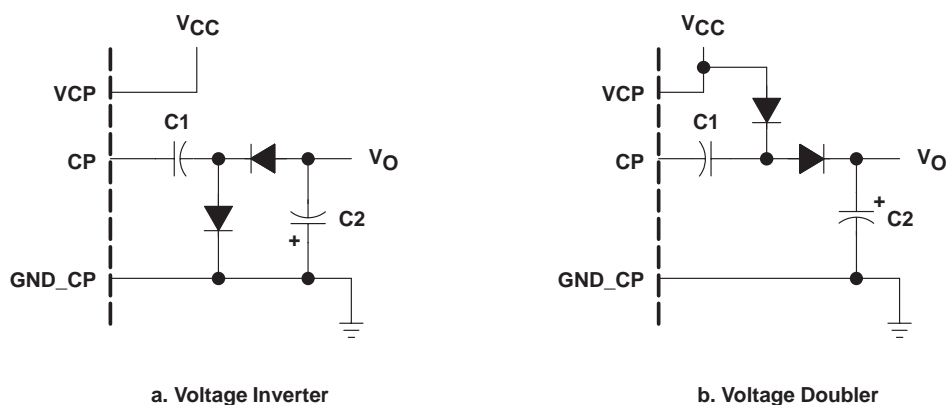 VCC
VCP
C1
CP
VO
C2
+
GND_CP
a. Voltage Inverter
VCC
VCP
C1
CP
VO
+
C2
GND_CP
b. Voltage Doubler